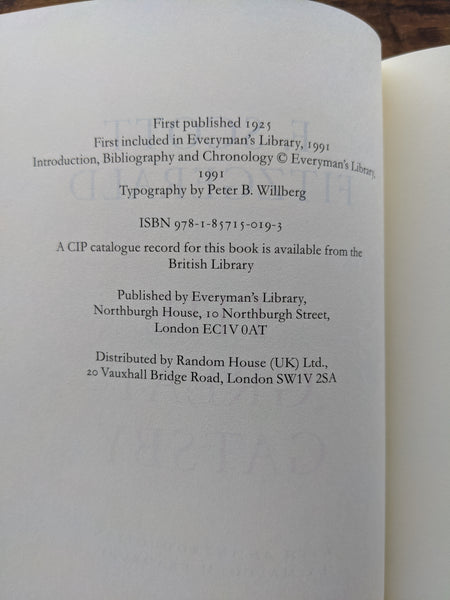 First published 1925
First included in Everyman's Library, 1991
Introduction, Bibliography and Chronology © Everyman's Library,
1991
Typography by Peter B. Willberg
ISBN 978-1-85715-019-3
A CIP catalogue record for this book is available from the
British Library
Published by Everyman's Library,
Northburgh House, 10 Northburgh Street,
London EC1V 0AT
Distributed by Random House (UK) Ltd.,
20 Vauxhall Bridge Road, London SW1V 2SA